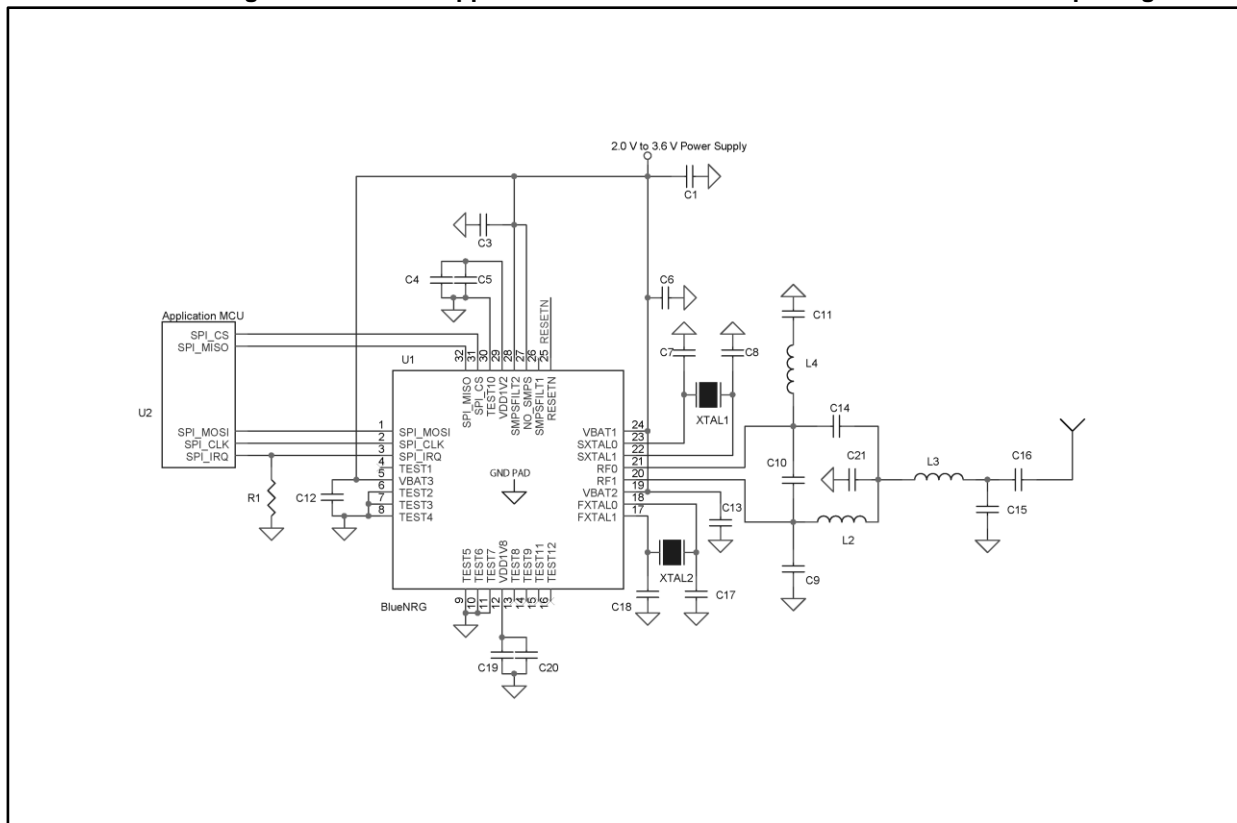 2.0 V to 3.6 V Power Supply
C1
C3
C4
C5
C6
C11
RESETN
Application MCU
SPI_CS
SPI_MISO
U2
SPI_MOSI
SPI_CLK
SPI_IRQ
R1
C12
U1
32
31
30
29
28
27
26
25
SPI_MISO
SPI_CS
TEST10
VDD1V2
SMPSFILT2
NO_SMPS
SMPSFILT1
RESETN
1
2
3
4
5
6
7
8
SPI_MOSI
SPI_CLK
SPI_IRQ
TEST1
VBAT3
TEST2
TEST3
TEST4
GND PAD
VBAT1
SXTAL0
SXTAL1
RF0
RF1
VBAT2
FXTAL0
FXTAL1
24
23
22
21
20
19
18
17
TEST5
TEST6
TEST7
VDD1V8
TEST8
TEST9
TEST11
TEST12
9
10
11
12
13
14
15
16
BlueNRG
C19
C20
C7
C8
XTAL1
L4
C14
C10
C21
L3
C16
C15
L2
C13
C9
XTAL2
C18
C17